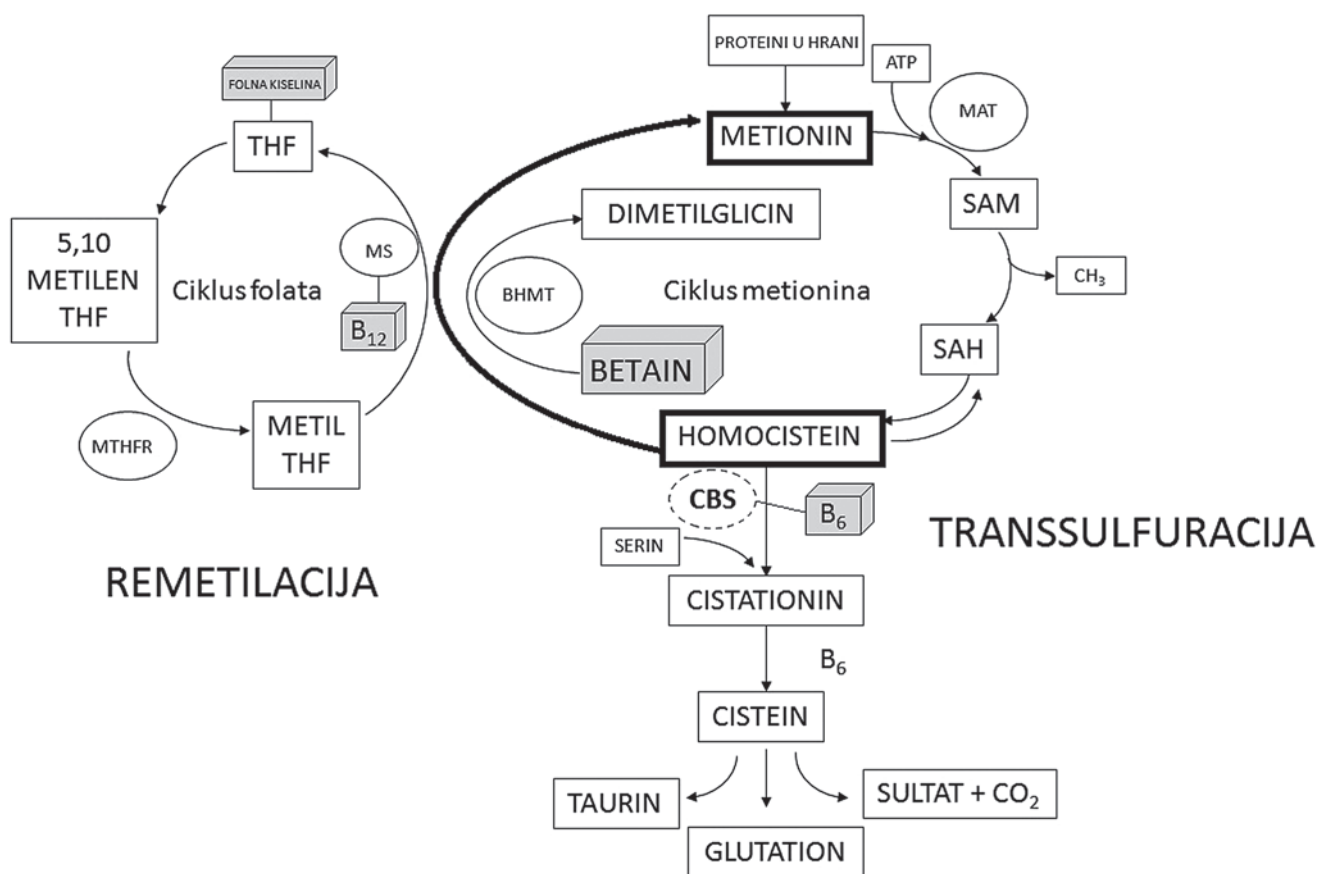 PROTEINI U HRANI
ATP
FOLNA KISELINA
MAT
THF
METIONIN
DIMETILGLICIN
SAM
5,10
METILEN
THF
Ciklus folata
MS
BHMT
Ciklus metionina
CH₃
B₁₂
BETAIN
SAH
METIL
THF
MTHFR
HOMOCISTEIN
CBS
B₆
SERIN
TRANSSULFURACIJA
REMETILACIJA
CISTATIONIN
B₆
CISTEIN
TAURIN
SULTAT + CO₂
GLUTATION